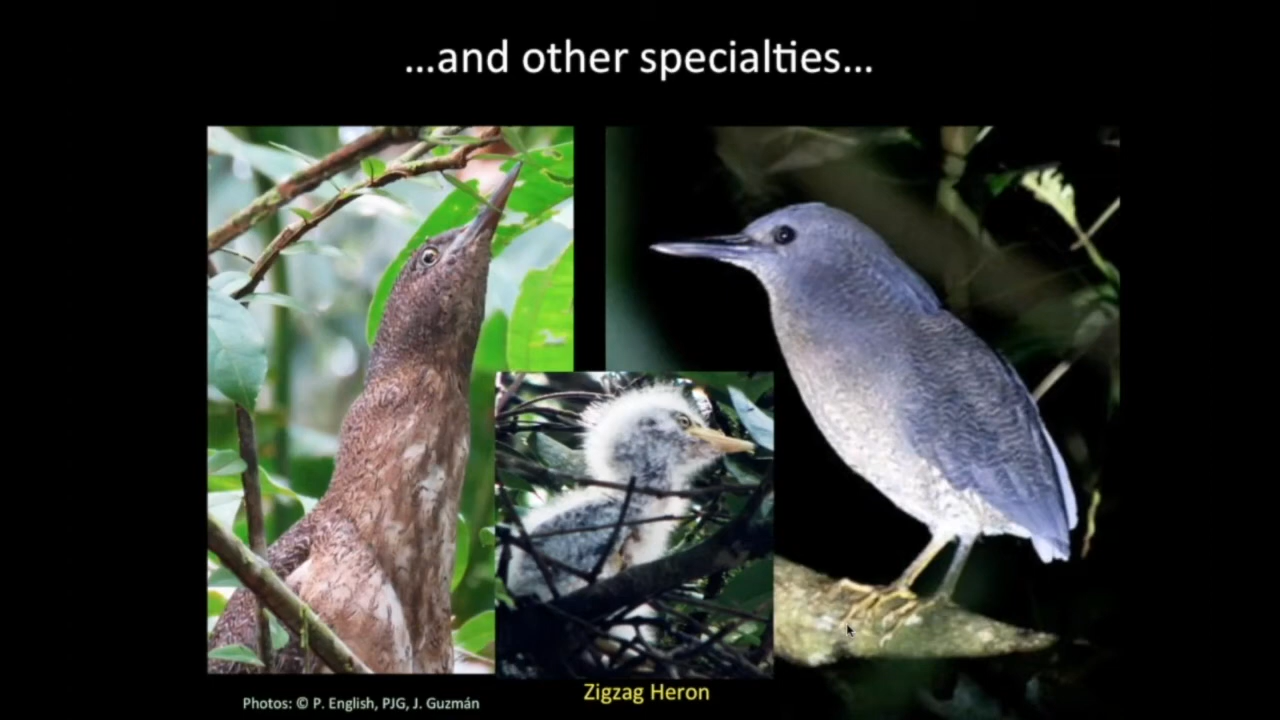 ...and other specialties...
Zigzag Heron
Photos: © P. English, PJG, J. Guzmán